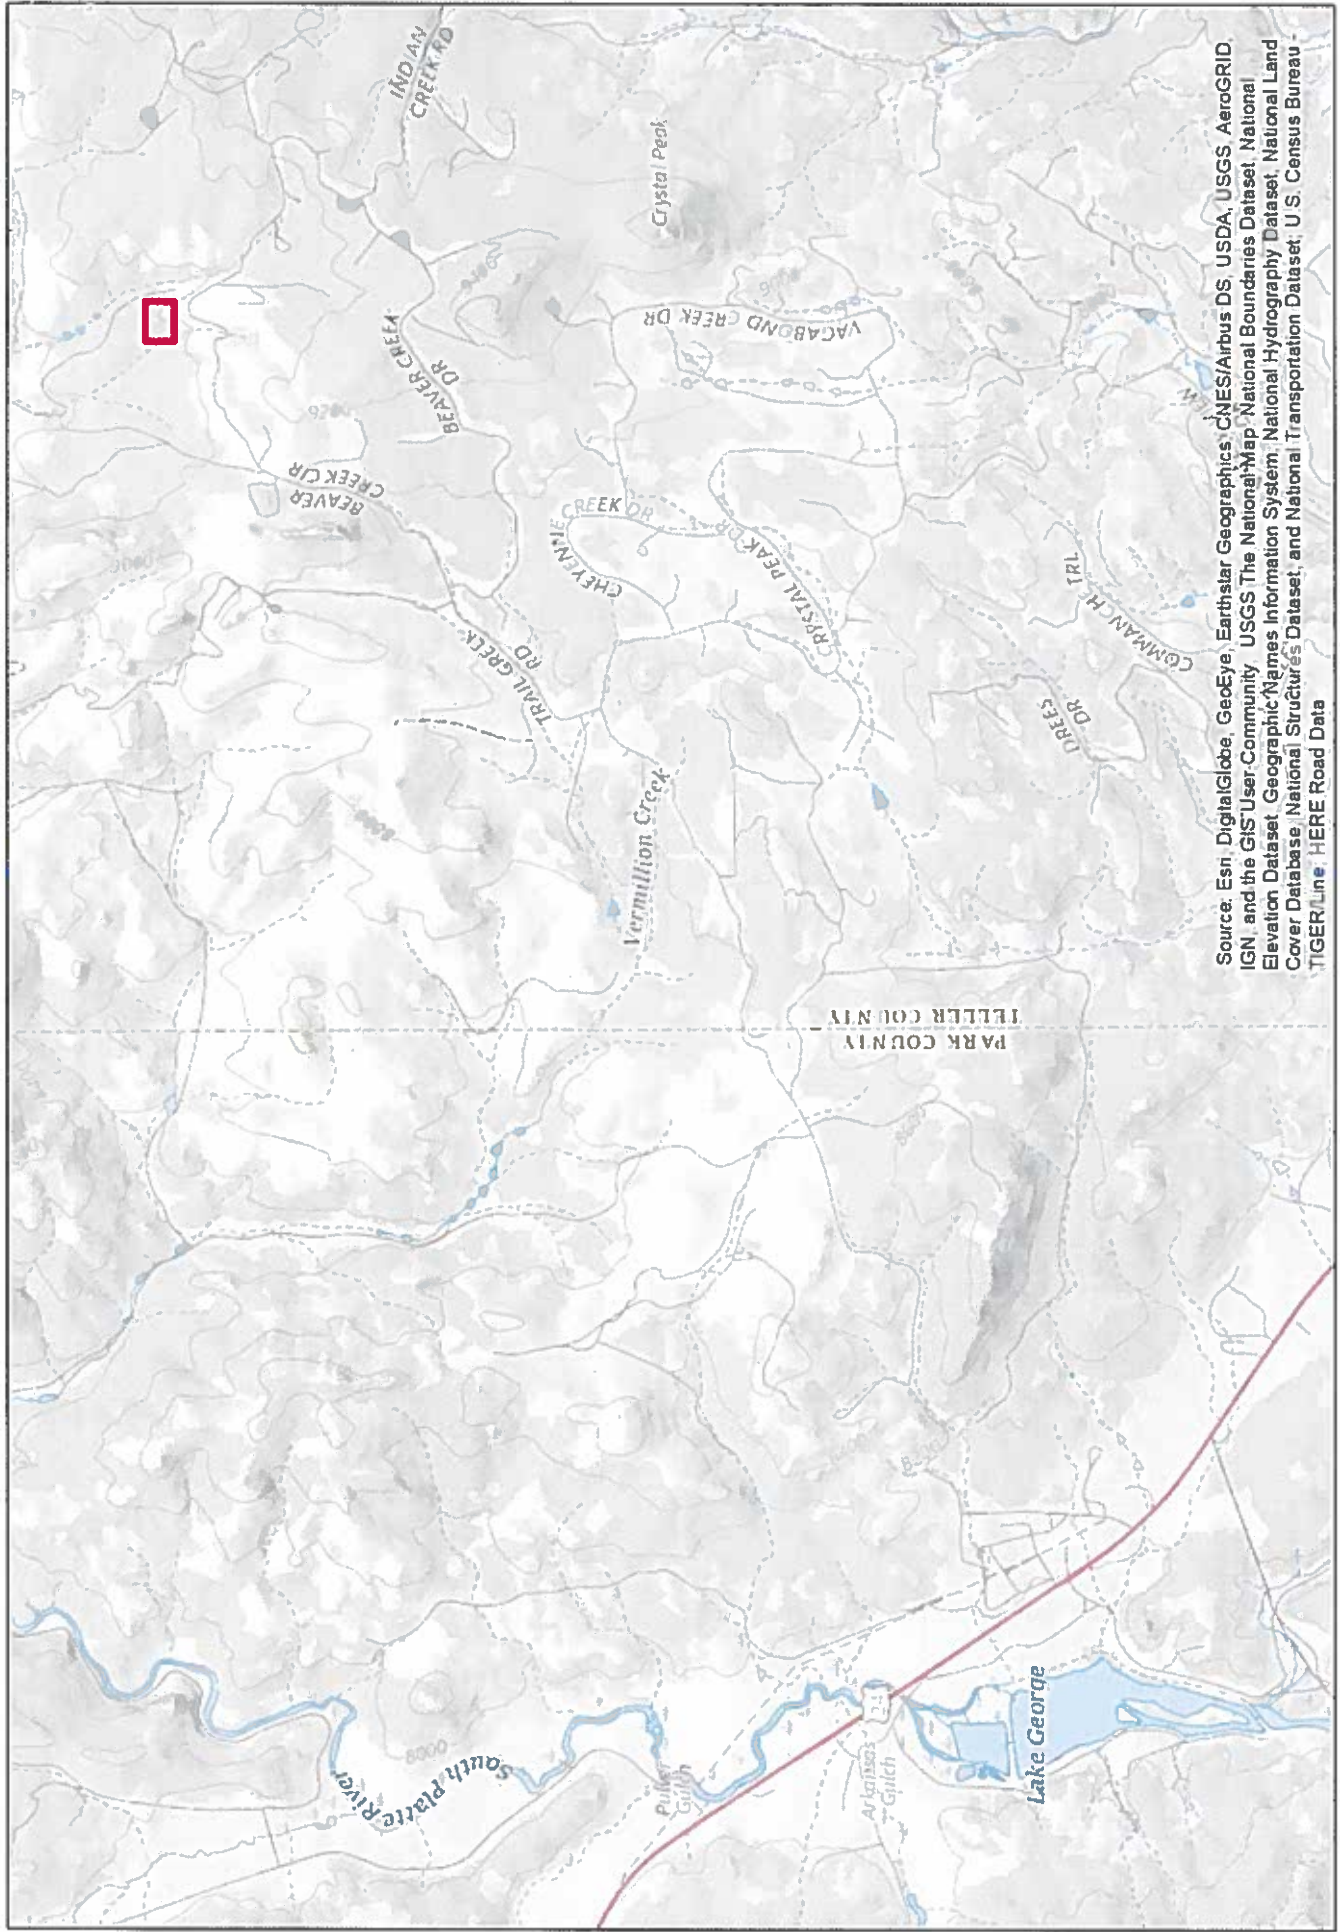 INDIAN
CREEK RD
Crystal Peak
BEAVER CREEK
DR
VAGABOND CREEK DR
9200
BEAVER
CREEK CIR
CHEYENNE CREEK DR
CRYSTAL PEAK DR
COMMANCHE TRL
TRAIL CREEK
RD
DREES
DR
Vermillion Creek
PARK COUNTY
TELLER COUNTY
South Platte River
8000
Gulch
Arkansas
Gulch
24
Lake George
Source: Esri, DigitalGlobe, GeoEye, Earthstar Geographics, CNES/Airbus DS, USDA, USGS, AeroGRID,
IGN, and the GIS User Community USGS The National Map: National Boundaries Dataset, National
Elevation Dataset, Geographic Names Information System, National Hydrography Dataset, National Land
Cover Database, National Structures Dataset, and National Transportation Dataset; U.S. Census Bureau -
TIGER/Line; HERE Road Data